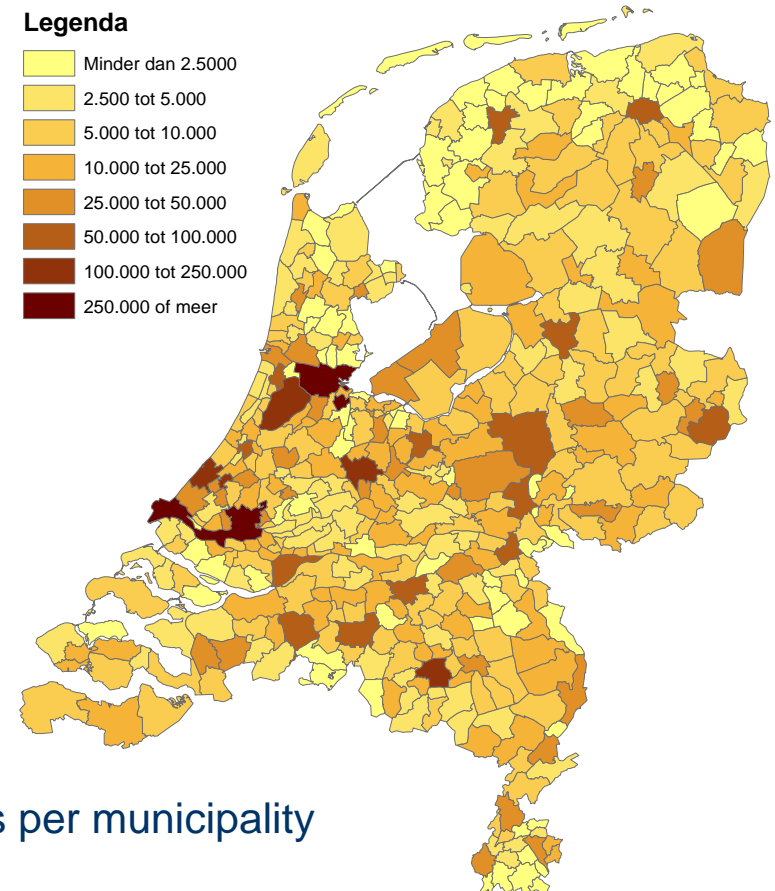 Legenda
Minder dan 2.5000
2.500 tot 5.000
5.000 tot 10.000
10.000 tot 25.000
25.000 tot 50.000
50.000 tot 100.000
100.000 tot 250.000
250.000 of meer
per municipality